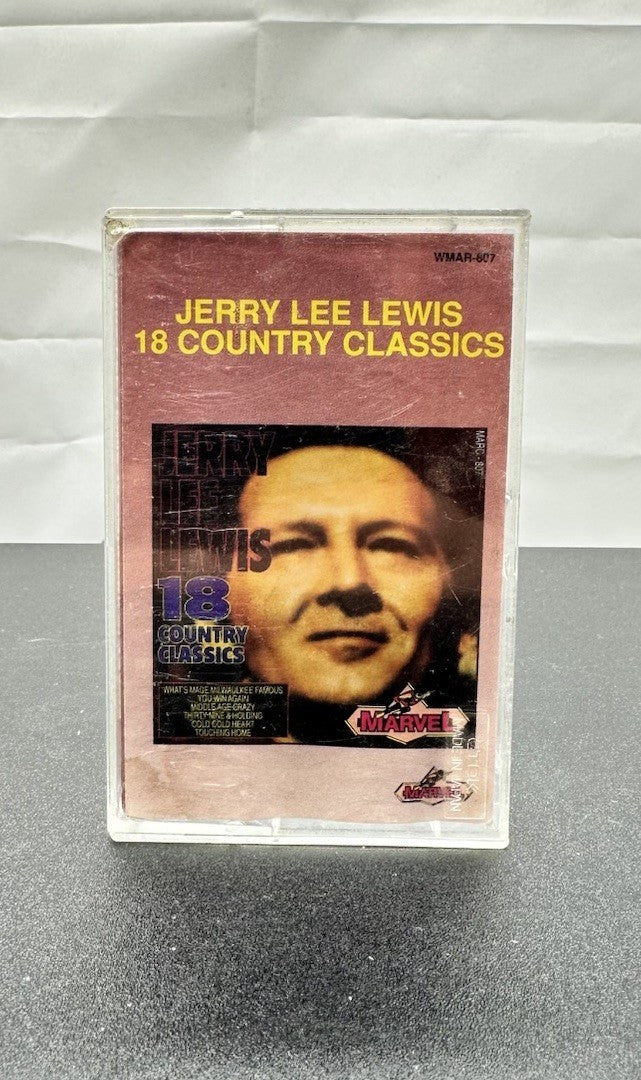 WMAR-807
JERRY LEE LEWIS
18 COUNTRY CLASSICS
JERRY
LEE
LEWIS
18
COUNTRY
CLASSICS
MARC - 807
WHAT'S MADE MILWAULKEE FAMOUS
YOU WIN AGAIN
MIDDLE AGE CRAZY
THIRTY-NINE & HOLDING
COLD COLD HEART
TOUCHING HOME
MARVEL
MARVEL